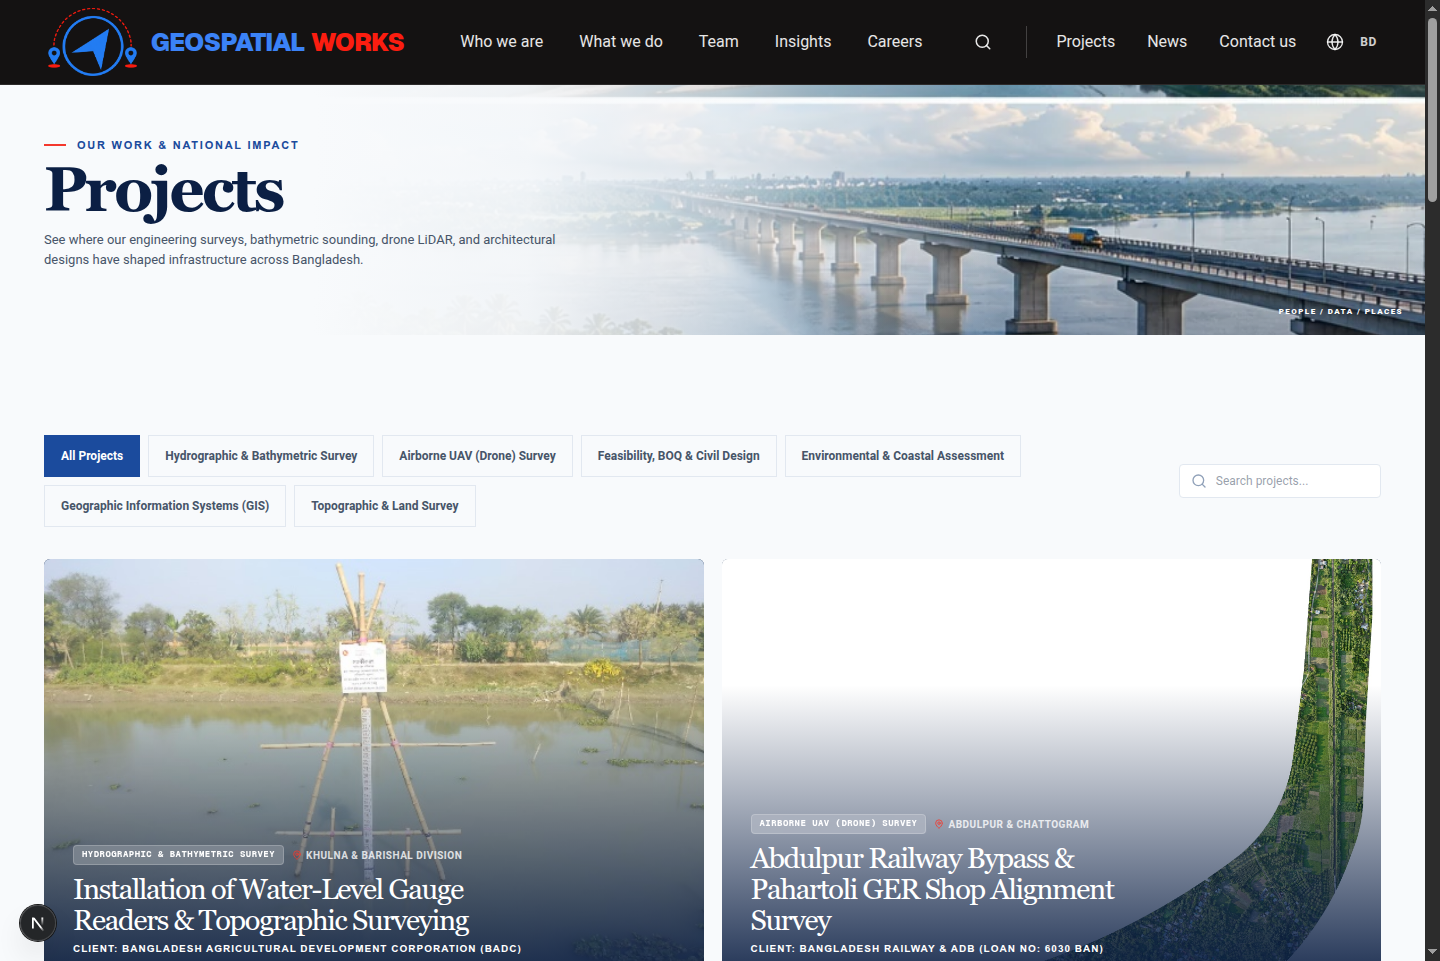 GEOSPATIAL WORKS
Who we are
What we do
Team
Insights
Careers
Projects
News
Contact us
BD
OUR WORK & NATIONAL IMPACT
Projects
See where our engineering surveys, bathymetric sounding, drone LiDAR, and architectural
designs have shaped infrastructure across Bangladesh.
PEOPLE / DATA / PLACES
All Projects
Hydrographic & Bathymetric Survey
Airborne UAV (Drone) Survey
Feasibility, BOQ & Civil Design
Environmental & Coastal Assessment
Geographic Information Systems (GIS)
Topographic & Land Survey
Search projects...
HYDROGRAPHIC & BATHYMETRIC SURVEY
KHULNA & BARISHAL DIVISION
Installation of Water-Level Gauge
Readers & Topographic Surveying
CLIENT: BANGLADESH AGRICULTURAL DEVELOPMENT CORPORATION (BADC)
AIRBORNE UAV (DRONE) SURVEY
ABDULPUR & CHATTOGRAM
Abdulpur Railway Bypass &
Pahartoli GER Shop Alignment
Survey
CLIENT: BANGLADESH RAILWAY & ADB (LOAN NO: 6030 BAN)
N